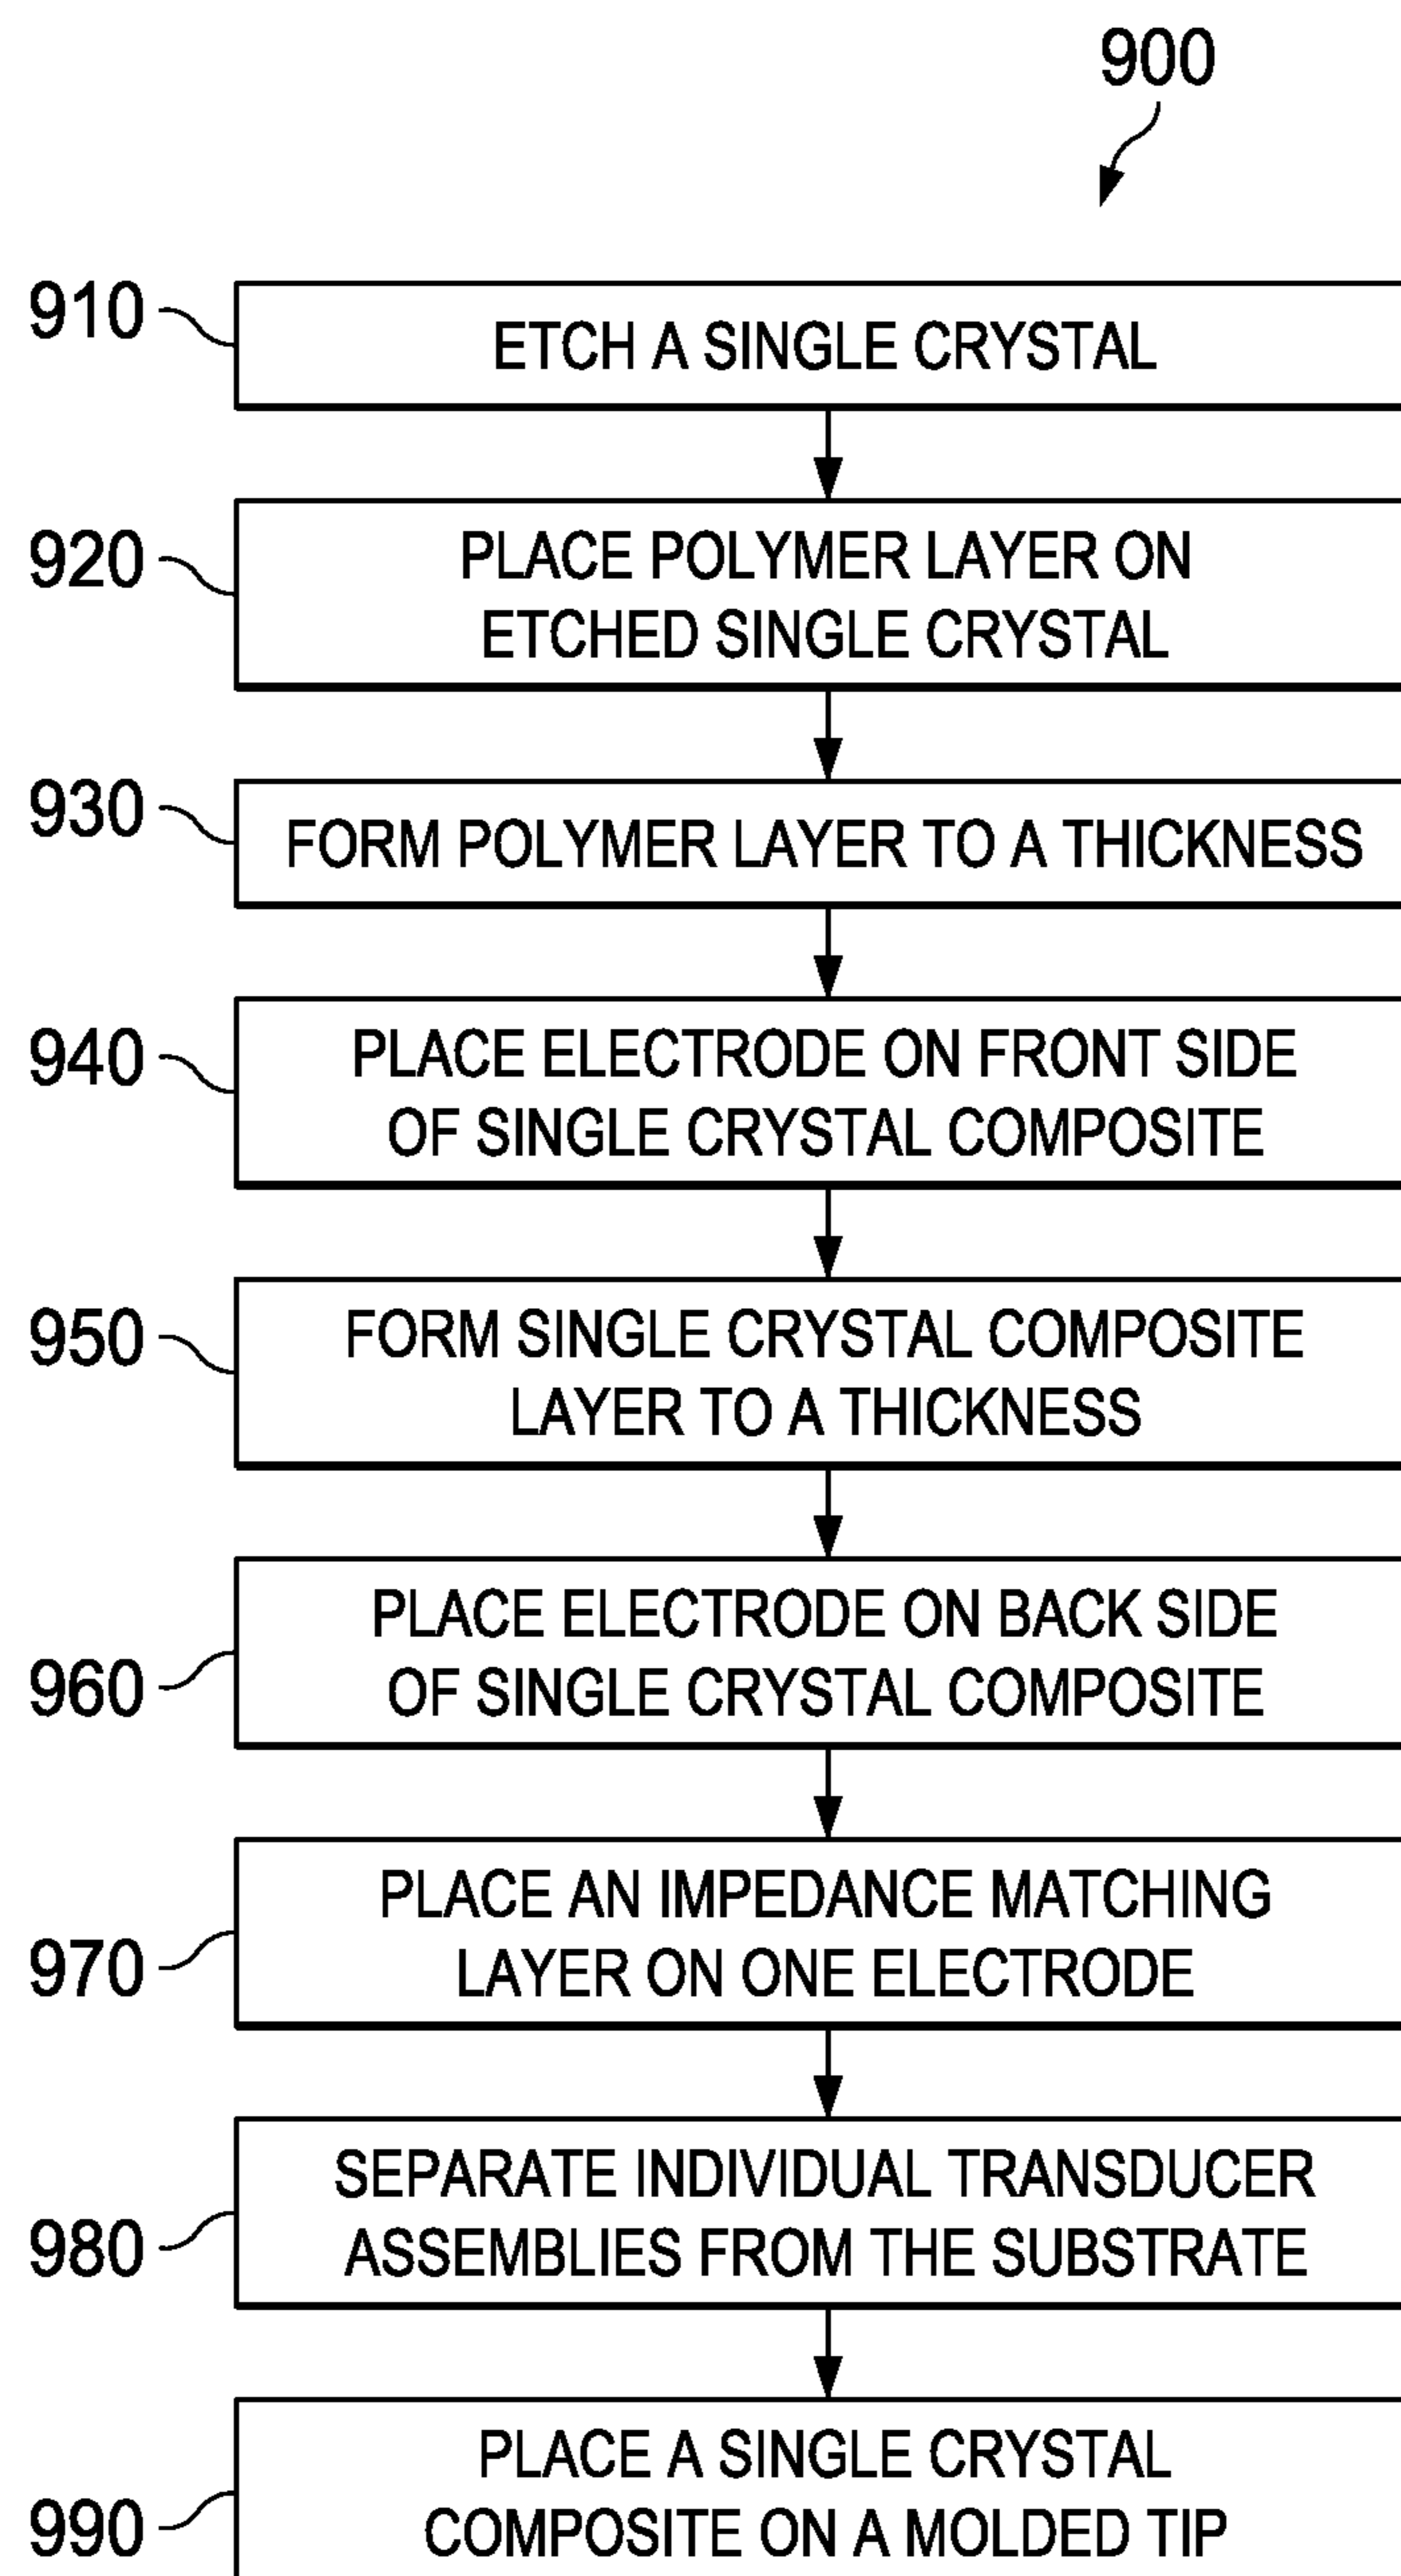 900
910
ETCH A SINGLE CRYSTAL
920
PLACE POLYMER LAYER ON
ETCHED SINGLE CRYSTAL
930
FORM POLYMER LAYER TO A THICKNESS
940
PLACE ELECTRODE ON FRONT SIDE
OF SINGLE CRYSTAL COMPOSITE
950
FORM SINGLE CRYSTAL COMPOSITE
LAYER TO A THICKNESS
960
PLACE ELECTRODE ON BACK SIDE
OF SINGLE CRYSTAL COMPOSITE
970
PLACE AN IMPEDANCE MATCHING
LAYER ON ONE ELECTRODE
980
SEPARATE INDIVIDUAL TRANSDUCER
ASSEMBLIES FROM THE SUBSTRATE
990
PLACE A SINGLE CRYSTAL
COMPOSITE ON A MOLDED TIP